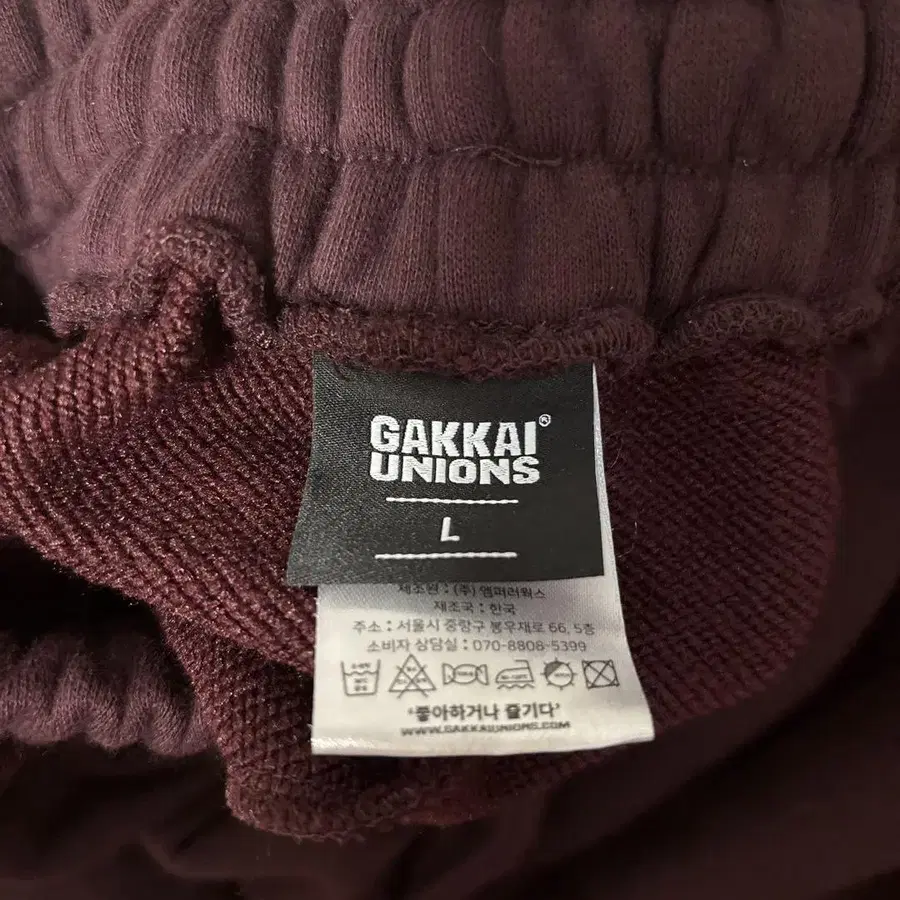 GAKKAI®
UNIONS
L
제조원 : (주) 엠퍼러웍스
제조국 : 한국
주소 : 서울시 중랑구 봉우재로 66, 5층
소비자 상담실 : 070-8808-5399
'좋아하거나 즐기다'
WWW.GAKKAIUNIONS.COM